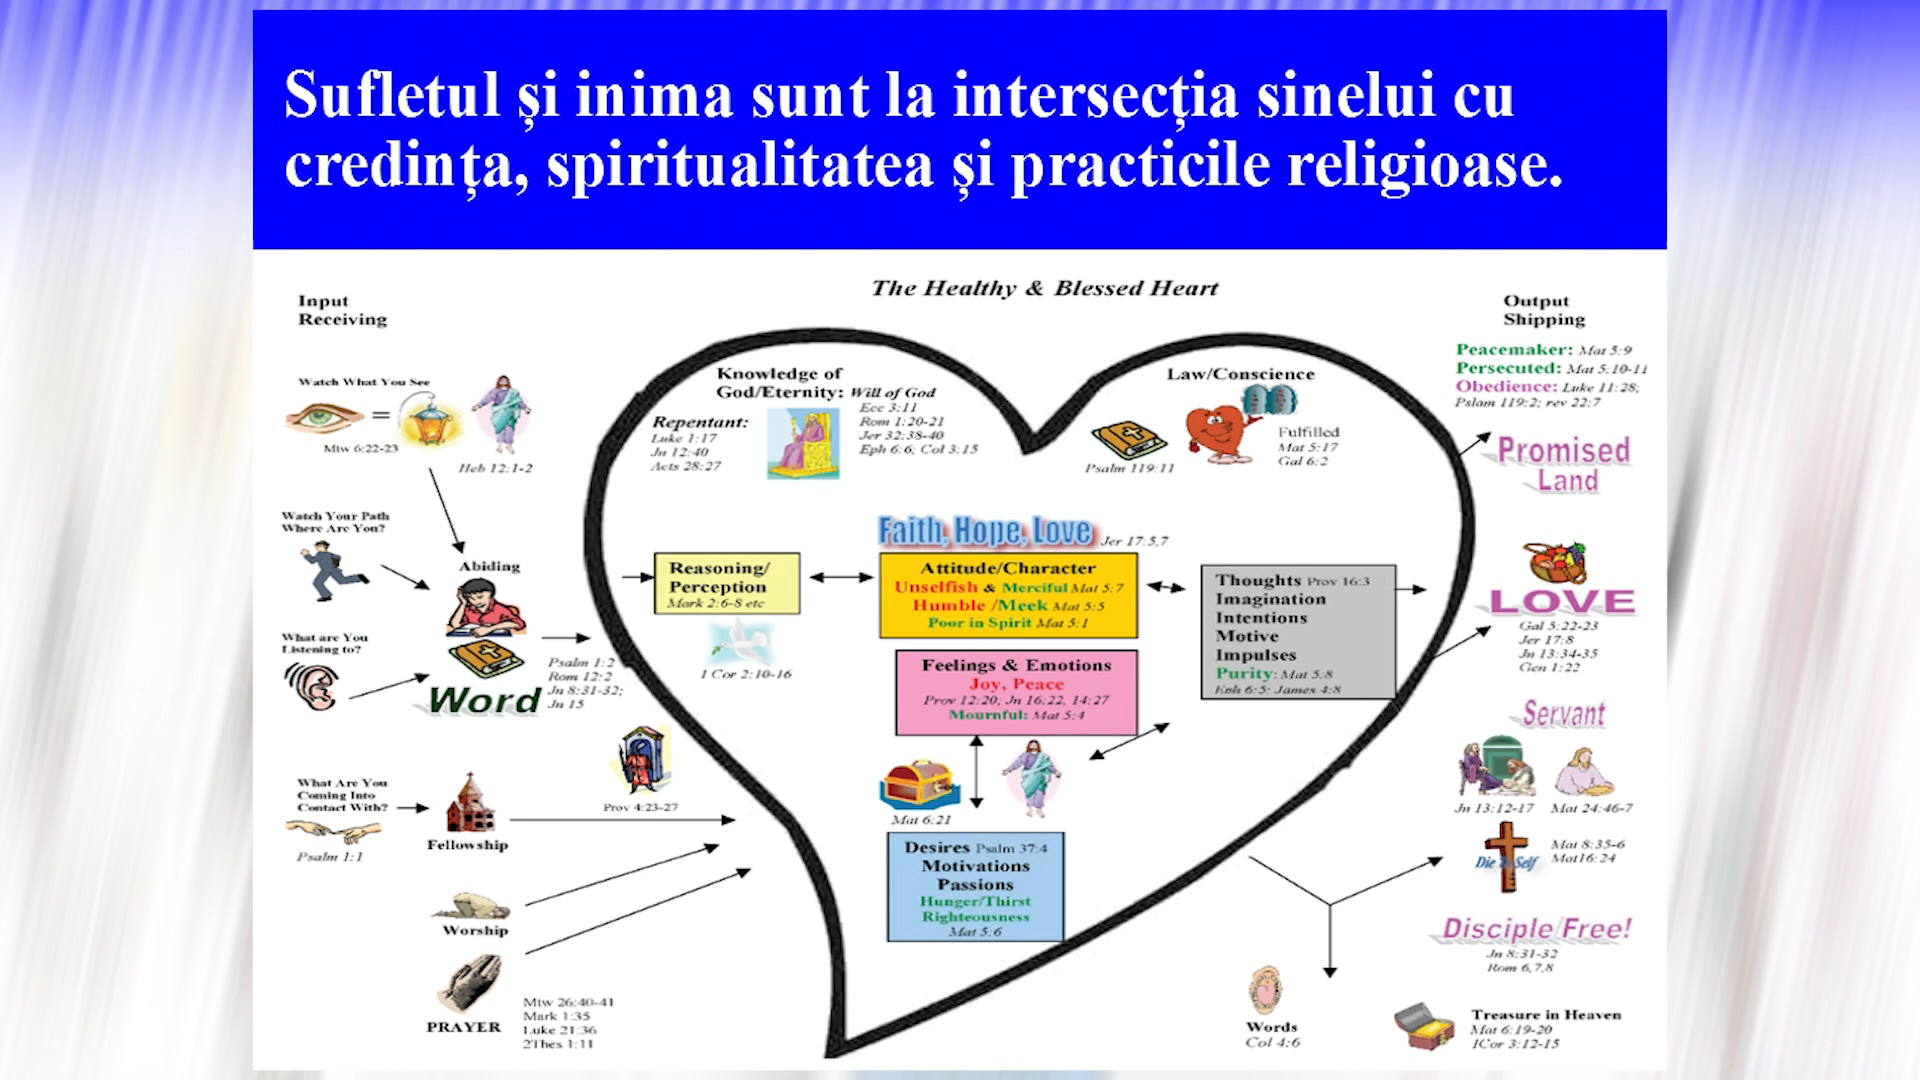 Sufletul și inima sunt la intersecția sinelui cu
credința, spiritualitatea și practicile religioase.
The Healthy & Blessed Heart
Input
Receiving
Watch What You See
=
Mtw 6:22-23
Heb 12:1-2
Watch Your Path
Where Are You?
Abiding
What are You
Listening to?
Word
Psalm 1:2
Rom 12:2
Jn 8:31-32;
Jn 15
What Are You
Coming Into
Contact With?
Psalm 1:1
Fellowship
Prov 4:23-27
Worship
PRAYER
Mtw 26:40-41
Mark 1:35
Luke 21:36
2Thes 1:11
Knowledge of
God/Eternity: Will of God
Ecc 3:11
Rom 1:20-21
Jer 32:38-40
Eph 6:6; Col 3:15
Repentant:
Luke 1:17
Jn 12:40
Acts 28:27
Law/Conscience
Psalm 119:11
Fulfilled
Mat 5:17
Gal 6:2
Faith, Hope, Love
Jer 17:5,7
Reasoning/
Perception
Mark 2:6-8 etc
1 Cor 2:10-16
Attitude/Character
Unselfish & Merciful Mat 5:7
Humble /Meek Mat 5:5
Poor in Spirit Mat 5:1
Feelings & Emotions
Joy, Peace
Prov 12:20; Jn 16:22, 14:27
Mournful: Mat 5:4
Thoughts Prov 16:3
Imagination
Intentions
Motive
Impulses
Purity: Mat 5:8
Eph 6:5; James 4:8
Mat 6:21
Desires Psalm 37:4
Motivations
Passions
Hunger/Thirst
Righteousness
Mat 5:6
Output
Shipping
Peacemaker: Mat 5:9
Persecuted: Mat 5:10-11
Obedience: Luke 11:28;
Pslam 119:2; rev 22:7
Promised
Land
LOVE
Gal 5:22-23
Jer 17:8
Jn 13:34-35
Gen 1:22
Servant
Jn 13:12-17
Mat 24:46-7
Die To Self
Mat 8:35-6
Mat16:24
Disciple/Free!
Jn 8:31-32
Rom 6,7,8
Words
Col 4:6
Treasure in Heaven
Mat 6:19-20
1Cor 3:12-15